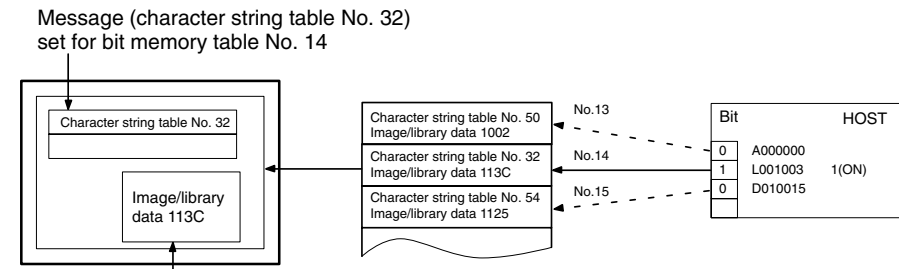 Message (character string table No. 32)
set for bit memory table No. 14
Character string table No. 32
Image/library
data 113C
Character string table No. 50
Image/library data 1002
Character string table No. 32
Image/library data 113C
Character string table No. 54
Image/library data 1125
No.13
No.14
No.15
Bit HOST
0 A000000
1 L001003 1(ON)
0 D010015